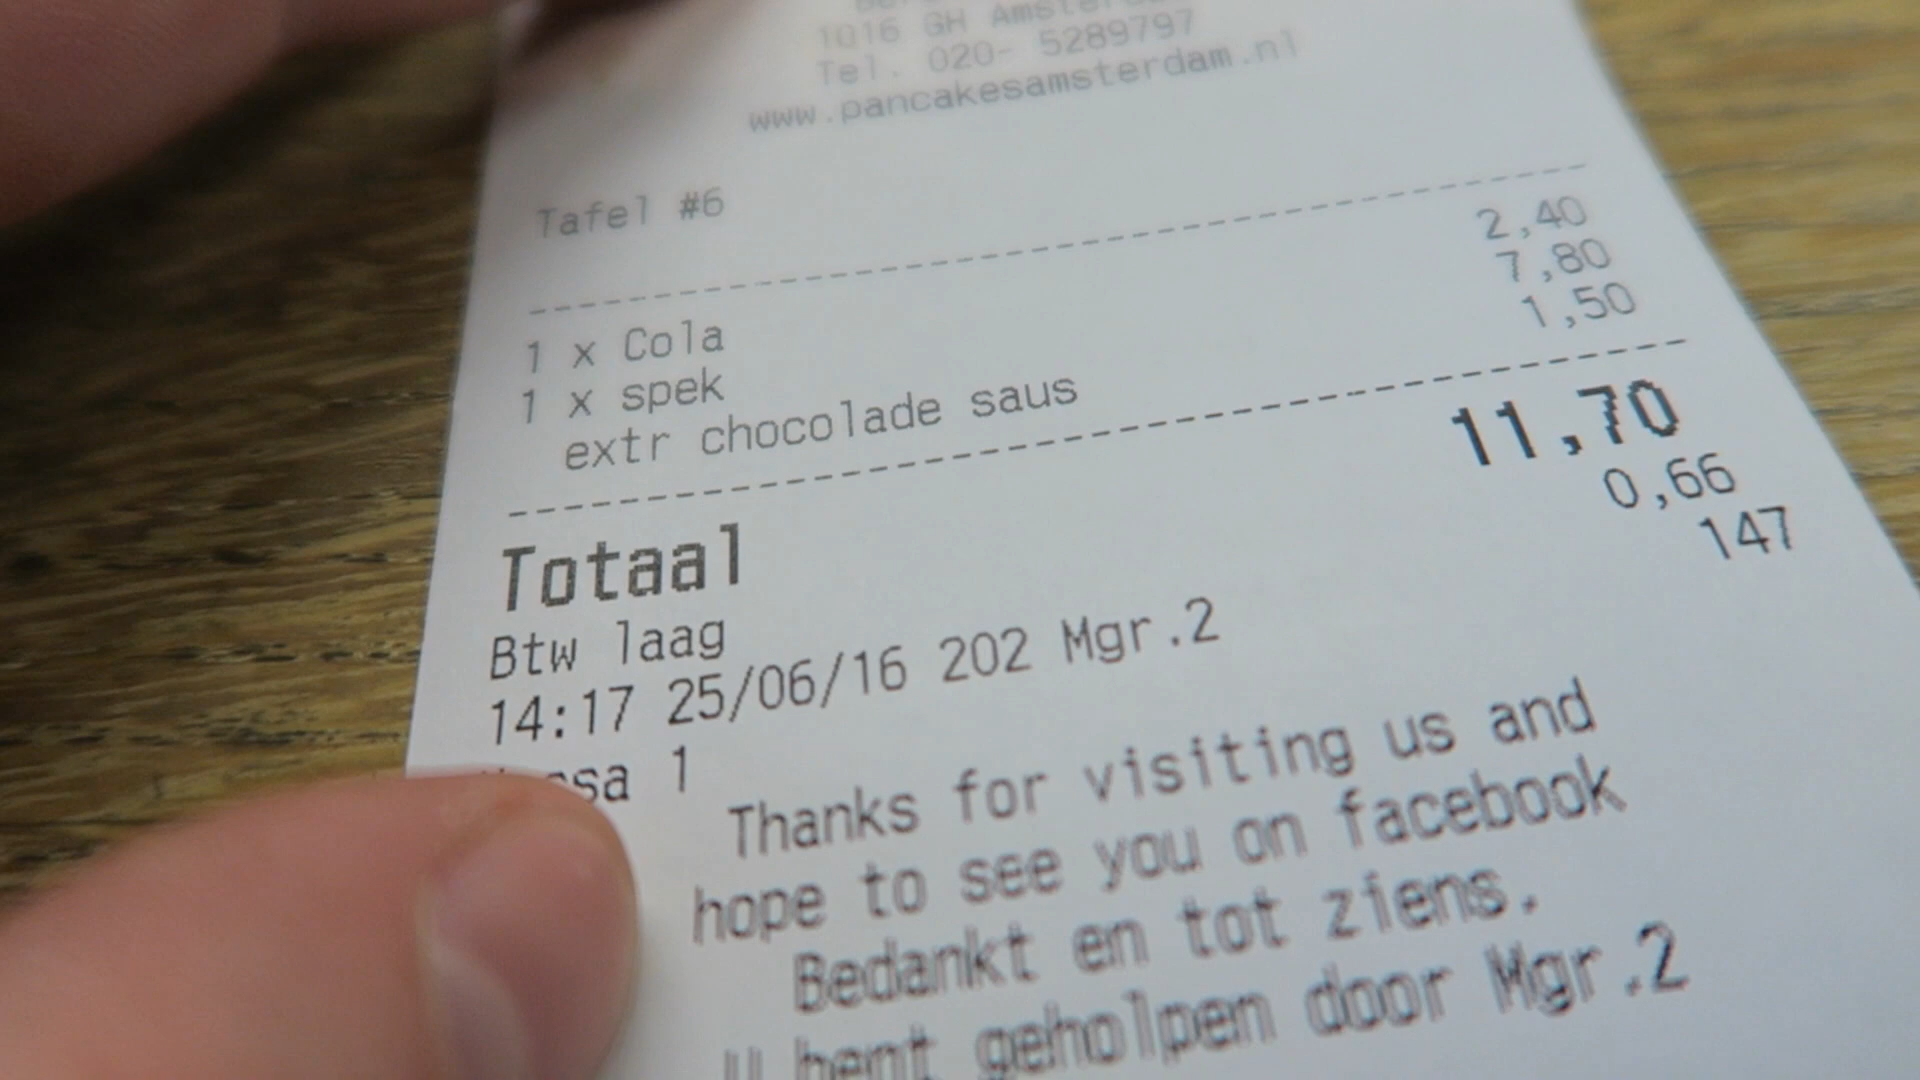 1016 GH Amsterdam
Tel. 020- 5289797
www.pancakesamsterdam.nl
Tafel #6
1 x Cola 2,40
1 x spek 7,80
extr chocolade saus 1,50
Totaal 11,70
Btw laag 0,66
14:17 25/06/16 202 Mgr.2 147
1
Thanks for visiting us and
hope to see you on facebook
Bedankt en tot ziens.
U bent geholpen door Mgr.2